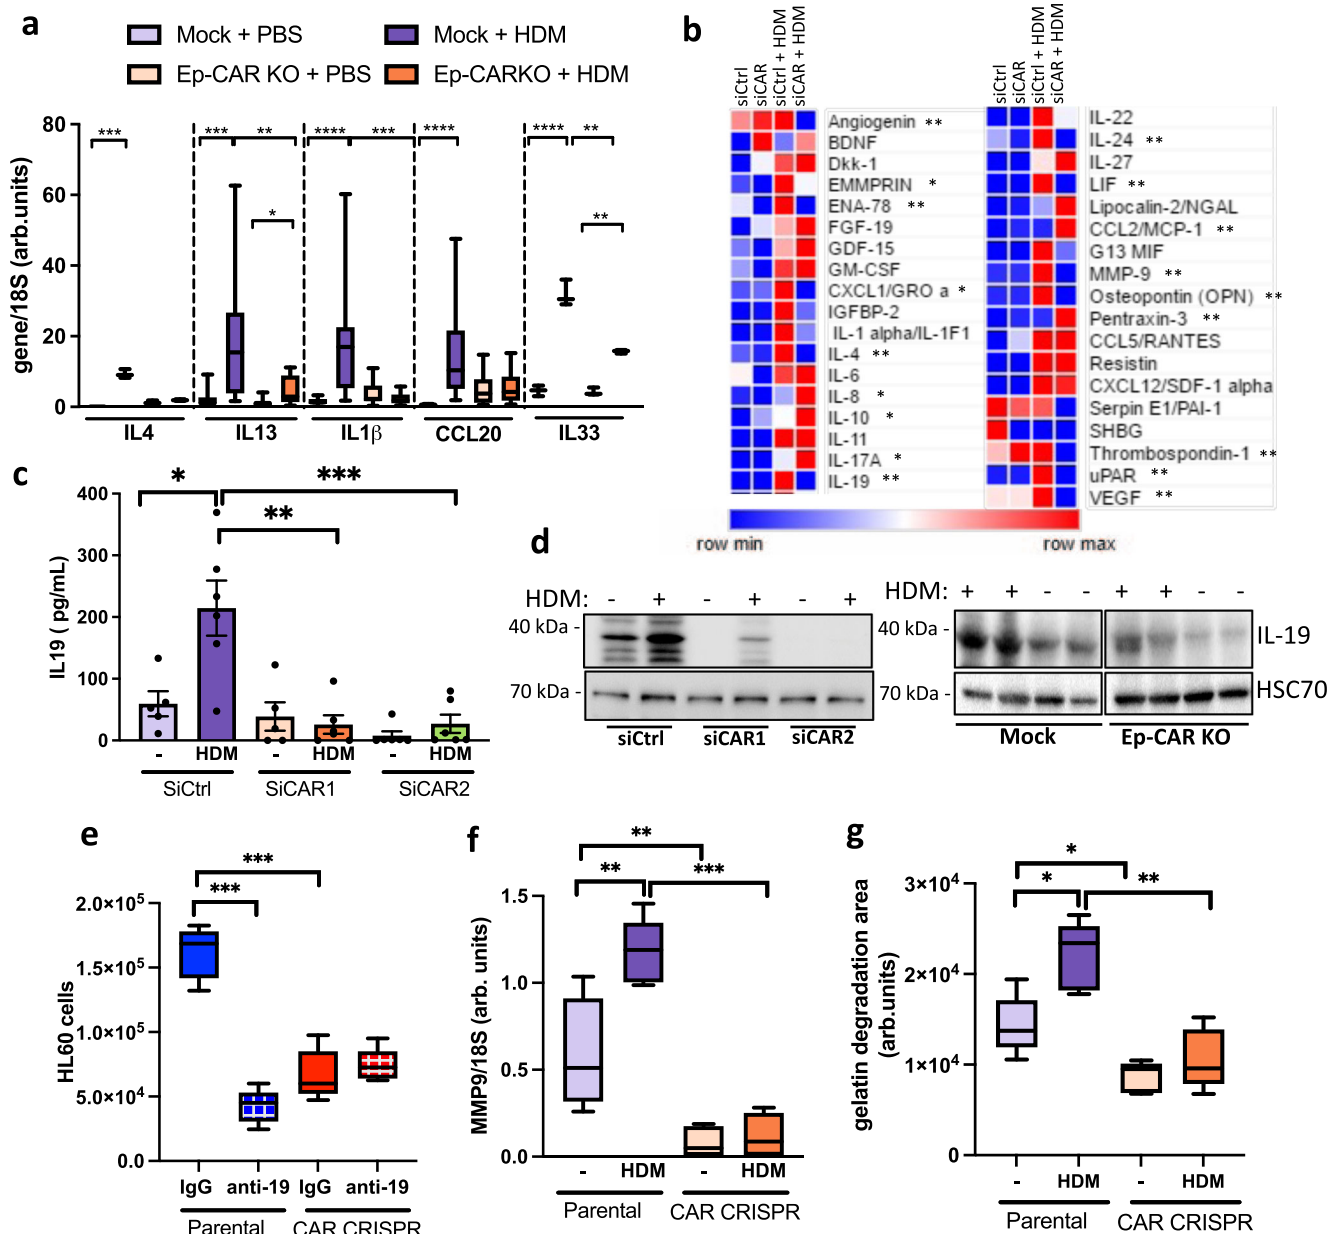 a
Mock + PBS
Mock + HDM
Ep-CAR KO + PBS
Ep-CARKO + HDM
gene/18S (arb.units)
80
60
40
20
0
*** *** ** **** *** **** **** **
* **
IL4 IL13 IL1β CCL20 IL33
b
siCtrl
siCAR
siCtrl + HDM
siCAR + HDM
Angiogenin **
BDNF
Dkk-1
EMMPRIN *
ENA-78 **
FGF-19
GDF-15
GM-CSF
CXCL1/GRO a *
IGFBP-2
IL-1 alpha/IL-1F1
IL-4 **
IL-6
IL-8 *
IL-10 *
IL-11
IL-17A *
IL-19 **
siCtrl
siCAR
siCtrl + HDM
siCAR + HDM
IL-22
IL-24 **
IL-27
LIF **
Lipocalin-2/NGAL
CCL2/MCP-1 **
G13 MIF
MMP-9 **
Osteopontin (OPN) **
Pentraxin-3 **
CCL5/RANTES
Resistin
CXCL12/SDF-1 alpha
Serpin E1/PAI-1
SHBG
Thrombospondin-1 **
uPAR **
VEGF **
row min row max
c
IL19 ( pg/mL)
400
300
200
100
0
* ***
**
- HDM - HDM - HDM
SiCtrl SiCAR1 SiCAR2
d
HDM: - + - + - +
40 kDa -
70 kDa -
siCtrl siCAR1 siCAR2
HDM: + + - - + + - -
40 kDa - IL-19
70 kDa - HSC70
Mock Ep-CAR KO
e
HL60 cells
2.0×10⁵
1.5×10⁵
1.0×10⁵
5.0×10⁴
0.0
***
***
IgG anti-19 IgG anti-19
Parental CAR CRISPR
f
MMP9/18S (arb. units)
1.5
1.0
0.5
0.0
**
** ***
- HDM - HDM
Parental CAR CRISPR
g
gelatin degradation area
(arb.units)
3×10⁴
2×10⁴
1×10⁴
0
*
* **
- HDM - HDM
Parental CAR CRISPR